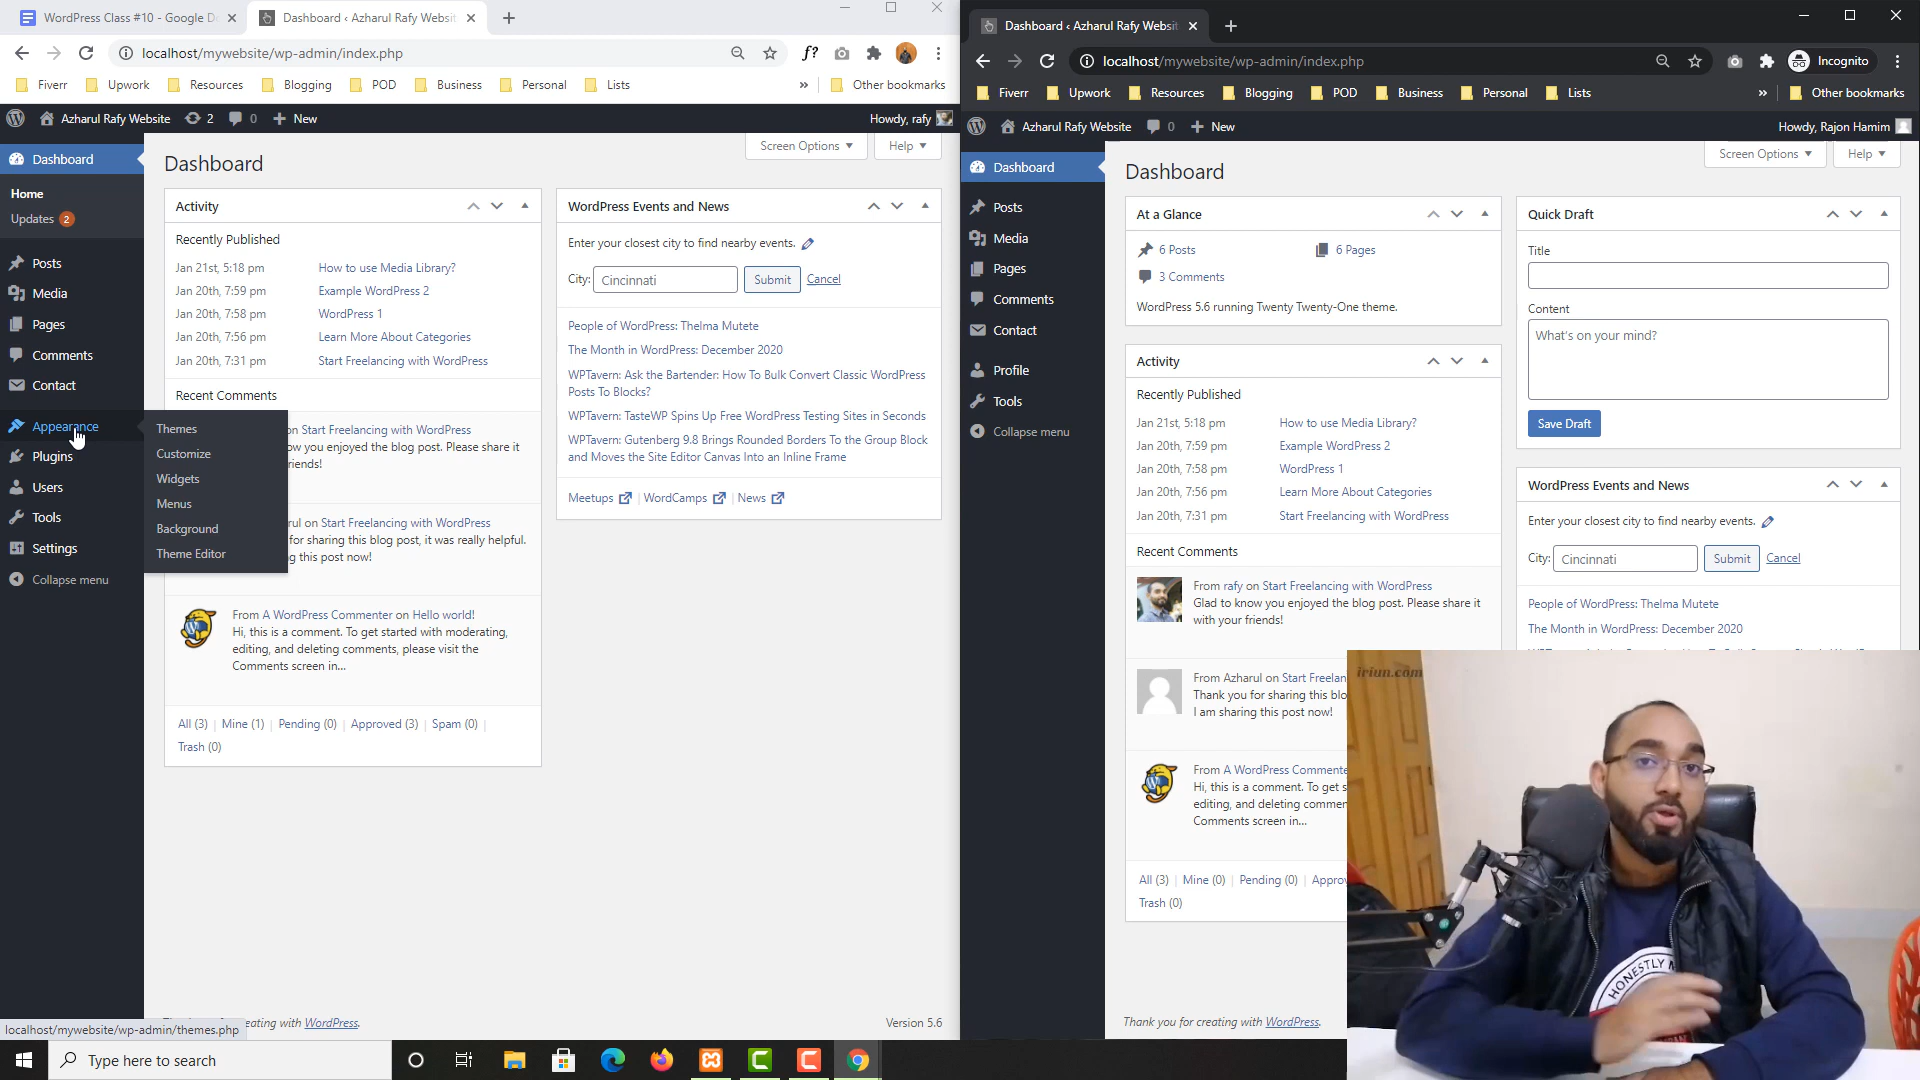 WordPress Class #10 - Google Do
Dashboard ‹ Azharul Rafy Website
localhost/mywebsite/wp-admin/index.php
Fiverr
Upwork
Resources
Blogging
POD
Business
Personal
Lists
»
Other bookmarks
Azharul Rafy Website
2
0
New
Howdy, rafy
Dashboard
Home
Updates 2
Posts
Media
Pages
Comments
Contact
Appearance
Plugins
Users
Tools
Settings
Collapse menu
Themes
Customize
Widgets
Menus
Background
Theme Editor
Dashboard
Screen Options
Help
Activity
Recently Published
Jan 21st, 5:18 pm How to use Media Library?
Jan 20th, 7:59 pm Example WordPress 2
Jan 20th, 7:58 pm WordPress 1
Jan 20th, 7:56 pm Learn More About Categories
Jan 20th, 7:31 pm Start Freelancing with WordPress
Recent Comments
on Start Freelancing with WordPress
ow you enjoyed the blog post. Please share it
riends!
rul on Start Freelancing with WordPress
for sharing this blog post, it was really helpful.
ng this post now!
From A WordPress Commenter on Hello world!
Hi, this is a comment. To get started with moderating,
editing, and deleting comments, please visit the
Comments screen in...
All (3) | Mine (1) | Pending (0) | Approved (3) | Spam (0) |
Trash (0)
WordPress Events and News
Enter your closest city to find nearby events.
City: Cincinnati Submit Cancel
People of WordPress: Thelma Mutete
The Month in WordPress: December 2020
WPTavern: Ask the Bartender: How To Bulk Convert Classic WordPress
Posts To Blocks?
WPTavern: TasteWP Spins Up Free WordPress Testing Sites in Seconds
WPTavern: Gutenberg 9.8 Brings Rounded Borders To the Group Block
and Moves the Site Editor Canvas Into an Inline Frame
Meetups | WordCamps | News
creating with WordPress.
Version 5.6
localhost/mywebsite/wp-admin/themes.php
Type here to search
Dashboard ‹ Azharul Rafy Website
localhost/mywebsite/wp-admin/index.php
Incognito
Fiverr
Upwork
Resources
Blogging
POD
Business
Personal
Lists
»
Other bookmarks
Azharul Rafy Website
0
New
Howdy, Rajon Hamim
Dashboard
Posts
Media
Pages
Comments
Contact
Profile
Tools
Collapse menu
Dashboard
Screen Options
Help
At a Glance
6 Posts
6 Pages
3 Comments
WordPress 5.6 running Twenty Twenty-One theme.
Activity
Recently Published
Jan 21st, 5:18 pm How to use Media Library?
Jan 20th, 7:59 pm Example WordPress 2
Jan 20th, 7:58 pm WordPress 1
Jan 20th, 7:56 pm Learn More About Categories
Jan 20th, 7:31 pm Start Freelancing with WordPress
Recent Comments
From rafy on Start Freelancing with WordPress
Glad to know you enjoyed the blog post. Please share it
with your friends!
From Azharul on Start Freelan
Thank you for sharing this blo
I am sharing this post now!
From A WordPress Commente
Hi, this is a comment. To get s
editing, and deleting commen
Comments screen in...
All (3) | Mine (0) | Pending (0) | Approv
Trash (0)
Quick Draft
Title
Content
What's on your mind?
Save Draft
WordPress Events and News
Enter your closest city to find nearby events.
City: Cincinnati Submit Cancel
People of WordPress: Thelma Mutete
The Month in WordPress: December 2020
Thank you for creating with WordPress.
iriun.com
HONESTLY